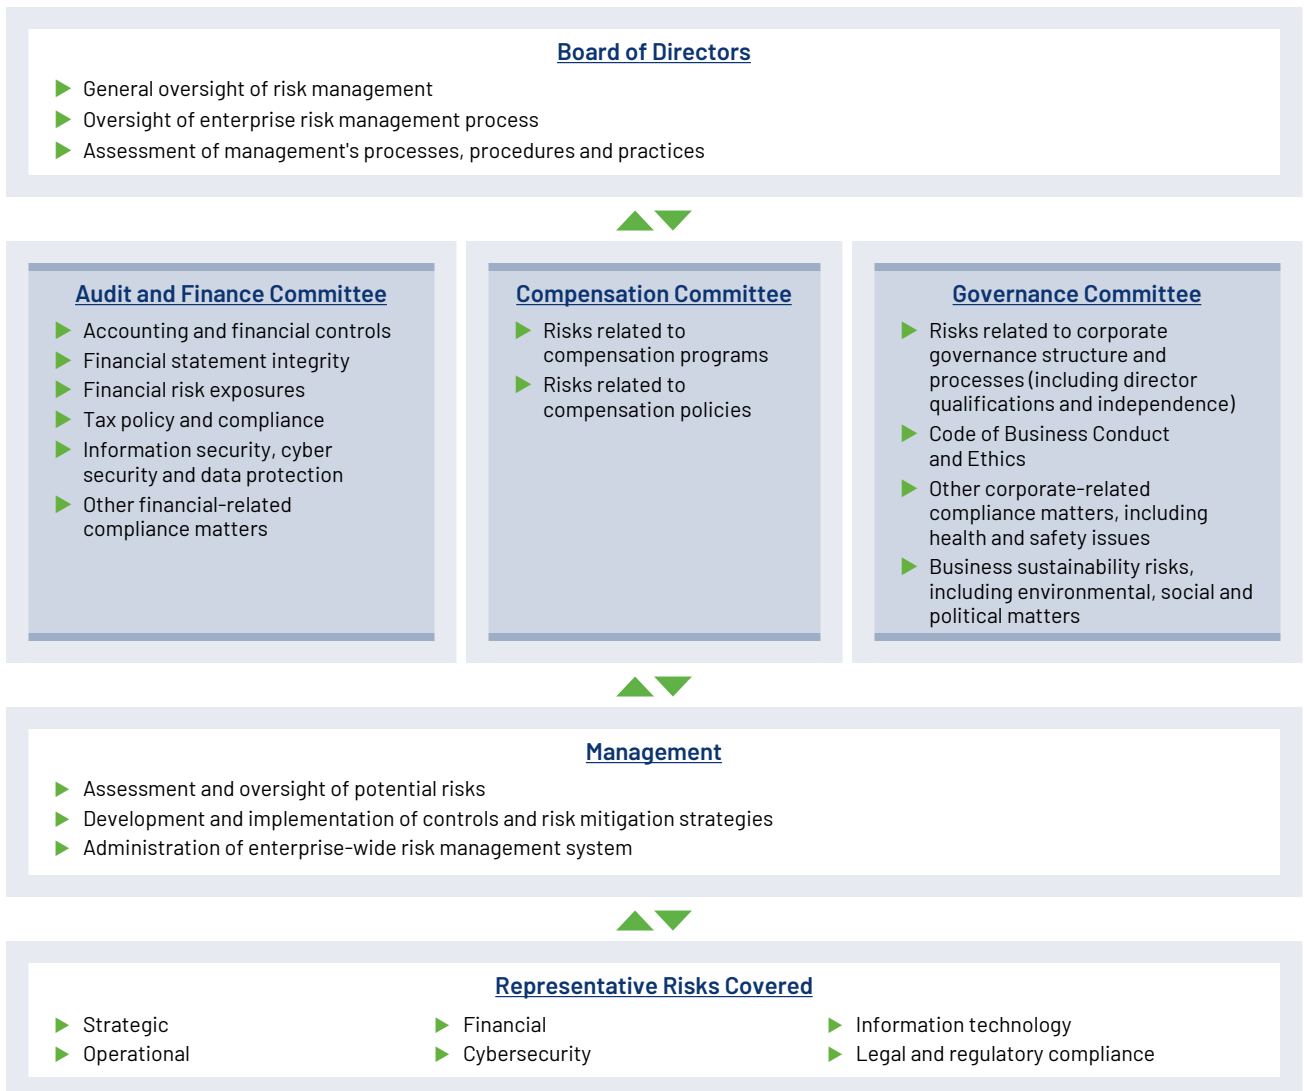 Board of Directors
General oversight of risk management
Oversight of enterprise risk management process
Assessment of management's processes, procedures and practices
Audit and Finance Committee
Accounting and financial controls
Financial statement integrity
Financial risk exposures
Tax policy and compliance
Information security, cyber
security and data protection
Other financial-related
compliance matters
Compensation Committee
Risks related to
compensation programs
Risks related to
compensation policies
Governance Committee
Risks related to corporate
governance structure and
processes (including director
qualifications and independence)
Code of Business Conduct
and Ethics
Other corporate-related
compliance matters, including
health and safety issues
Business sustainability risks,
including environmental, social and
political matters
Management
Assessment and oversight of potential risks
Development and implementation of controls and risk mitigation strategies
Administration of enterprise-wide risk management system
Representative Risks Covered
Strategic
Operational
Financial
Cybersecurity
Information technology
Legal and regulatory compliance